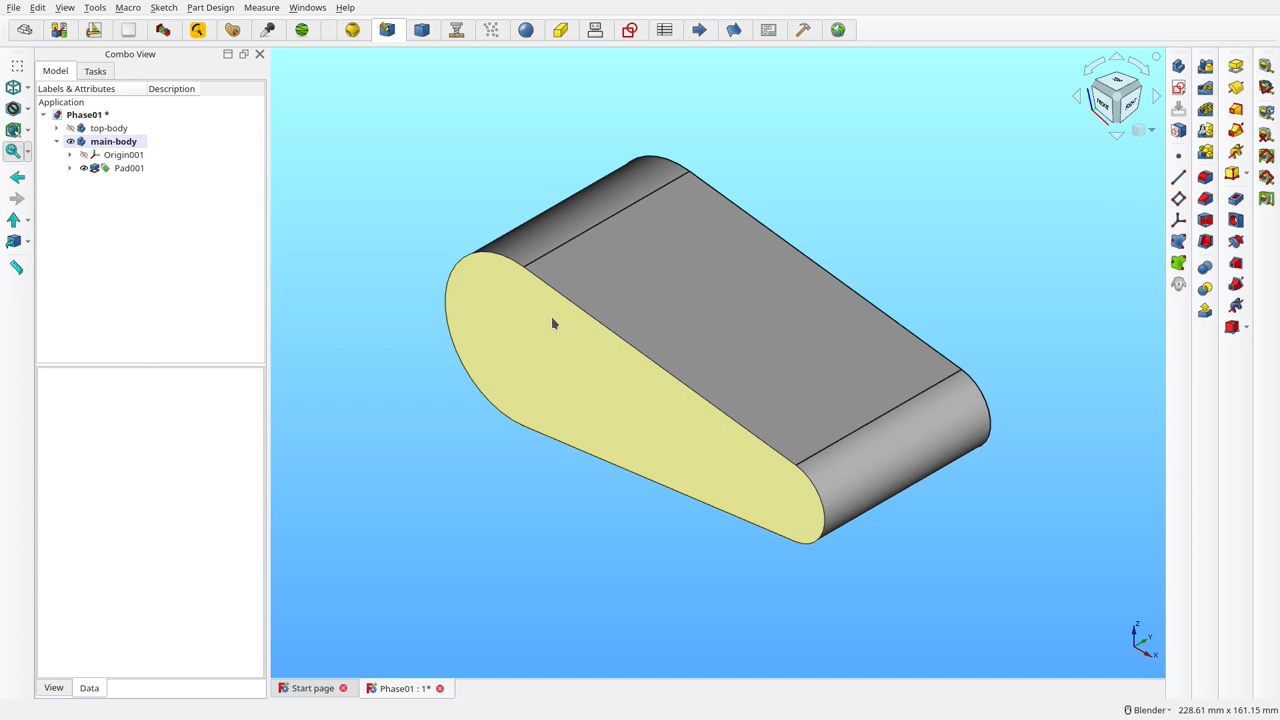 File Edit View Tools Macro Sketch Part Design Measure Windows Help
Combo View
Model Tasks
Labels & Attributes Description
Application
Phase01 *
top-body
main-body
Origin001
Pad001
Z
Y
X
View Data
Start page Phase01 : 1*
Blender 228.61 mm x 161.15 mm